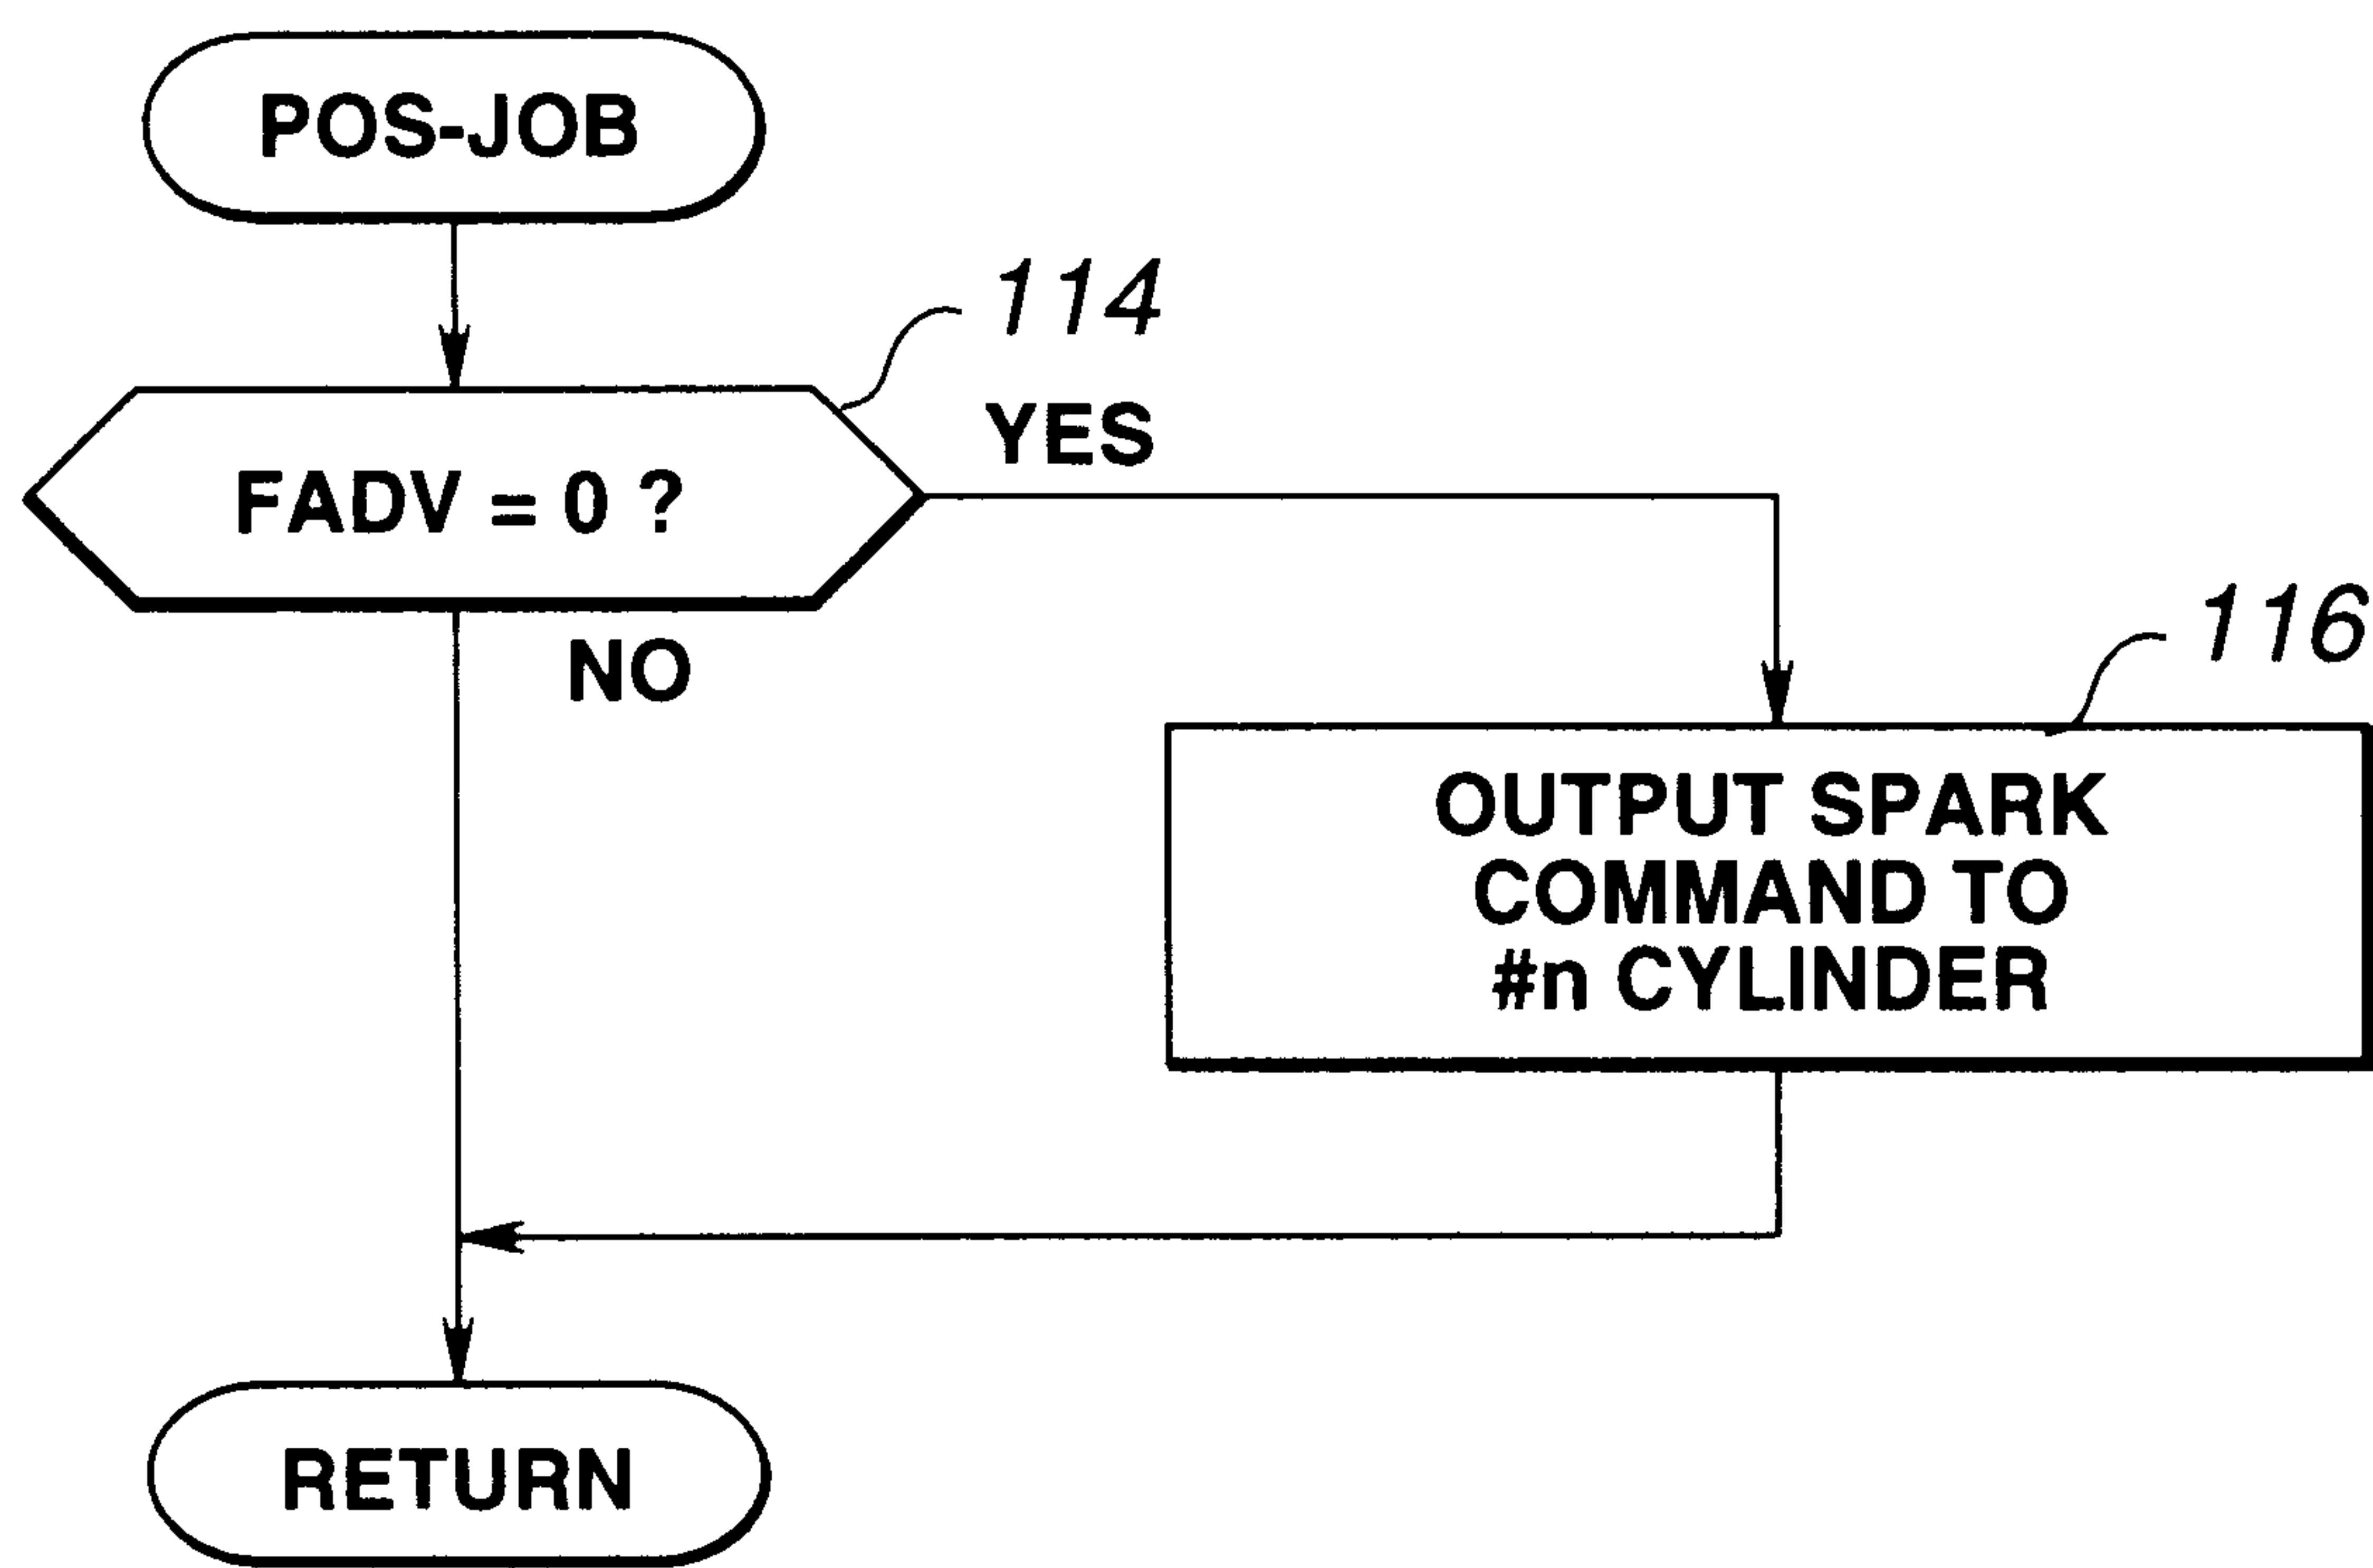 POS-JOB
114
YES
FADV = 0 ?
NO
116
OUTPUT SPARK
COMMAND TO
#n CYLINDER
RETURN